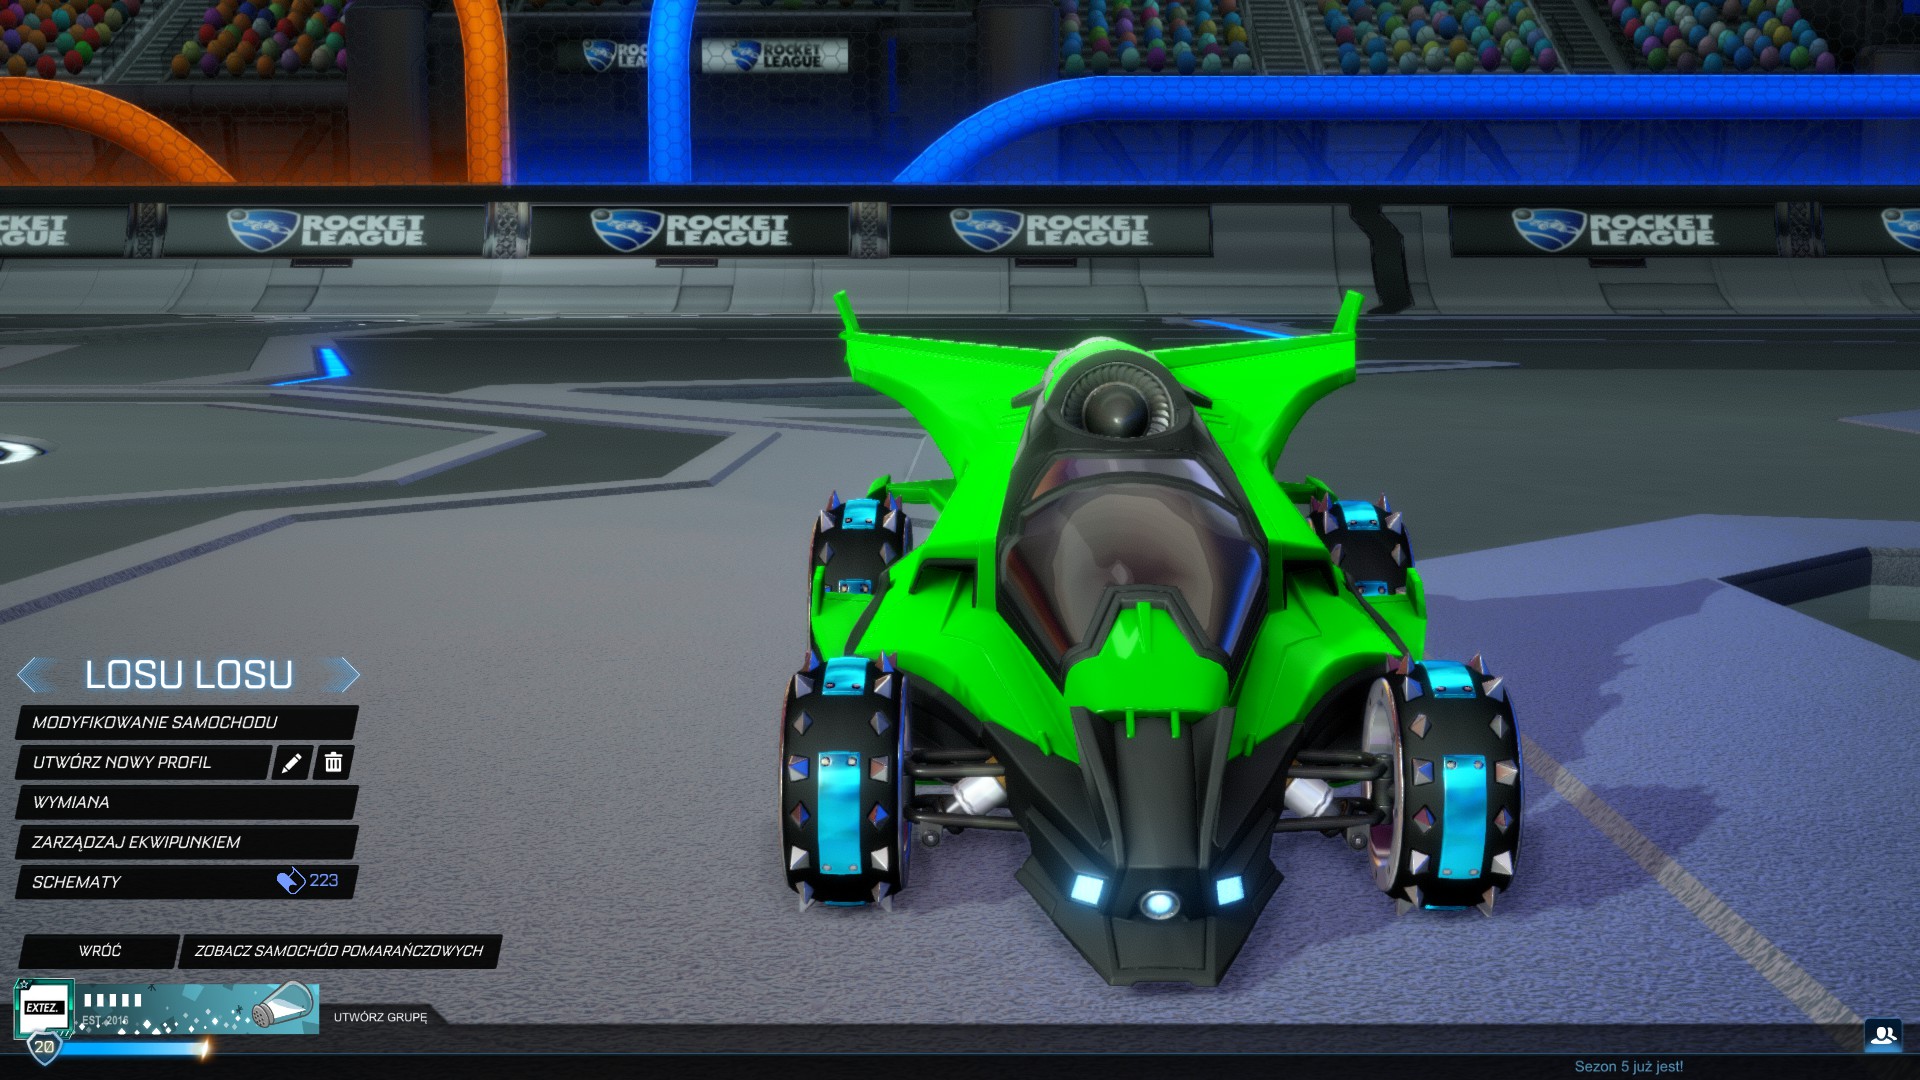 ROCKET
LEAGUE
ROCKET
LEAGUE
ROCKET
LEAGUE
ROCKET
LEAGUE
ROCKET
LEAGUE
LOSU LOSU
MODYFIKOWANIE SAMOCHODU
UTWÓRZ NOWY PROFIL
WYMIANA
ZARZĄDZAJ EKWIPUNKIEM
SCHEMATY 223
WRÓĆ ZOBACZ SAMOCHÓD POMARAŃCZOWYCH
EXTEZ.
EST. 2016
UTWÓRZ GRUPĘ
20
Sezon 5 już jest!